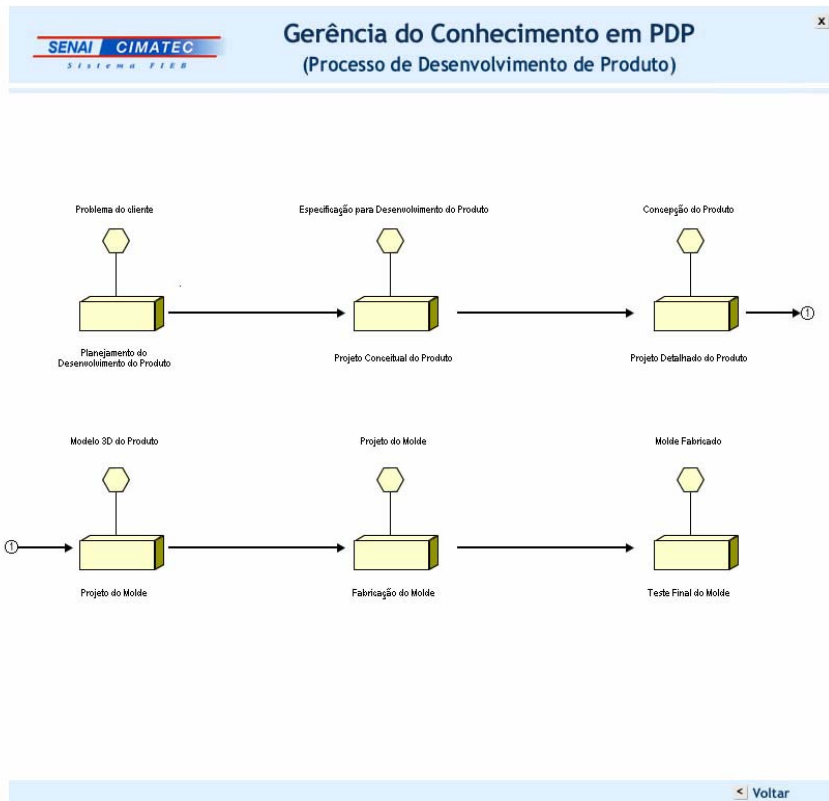 Gerência do Conhecimento em PDP
x
SENAI CIMATEC
Sistema FIEB
(Processo de Desenvolvimento de Produto)
Problema do cliente
Especificação para Desenvolvimento do Produto
Concepção do Produto
1
Planejamento do
Desenvolvimento do Produto
Projeto Conceitual do Produto
Projeto Detalhado do Produto
Modelo 3D do Produto
Projeto do Molde
Molde Fabricado
1
Projeto do Molde
Fabricação do Molde
Teste Final do Molde
< Voltar